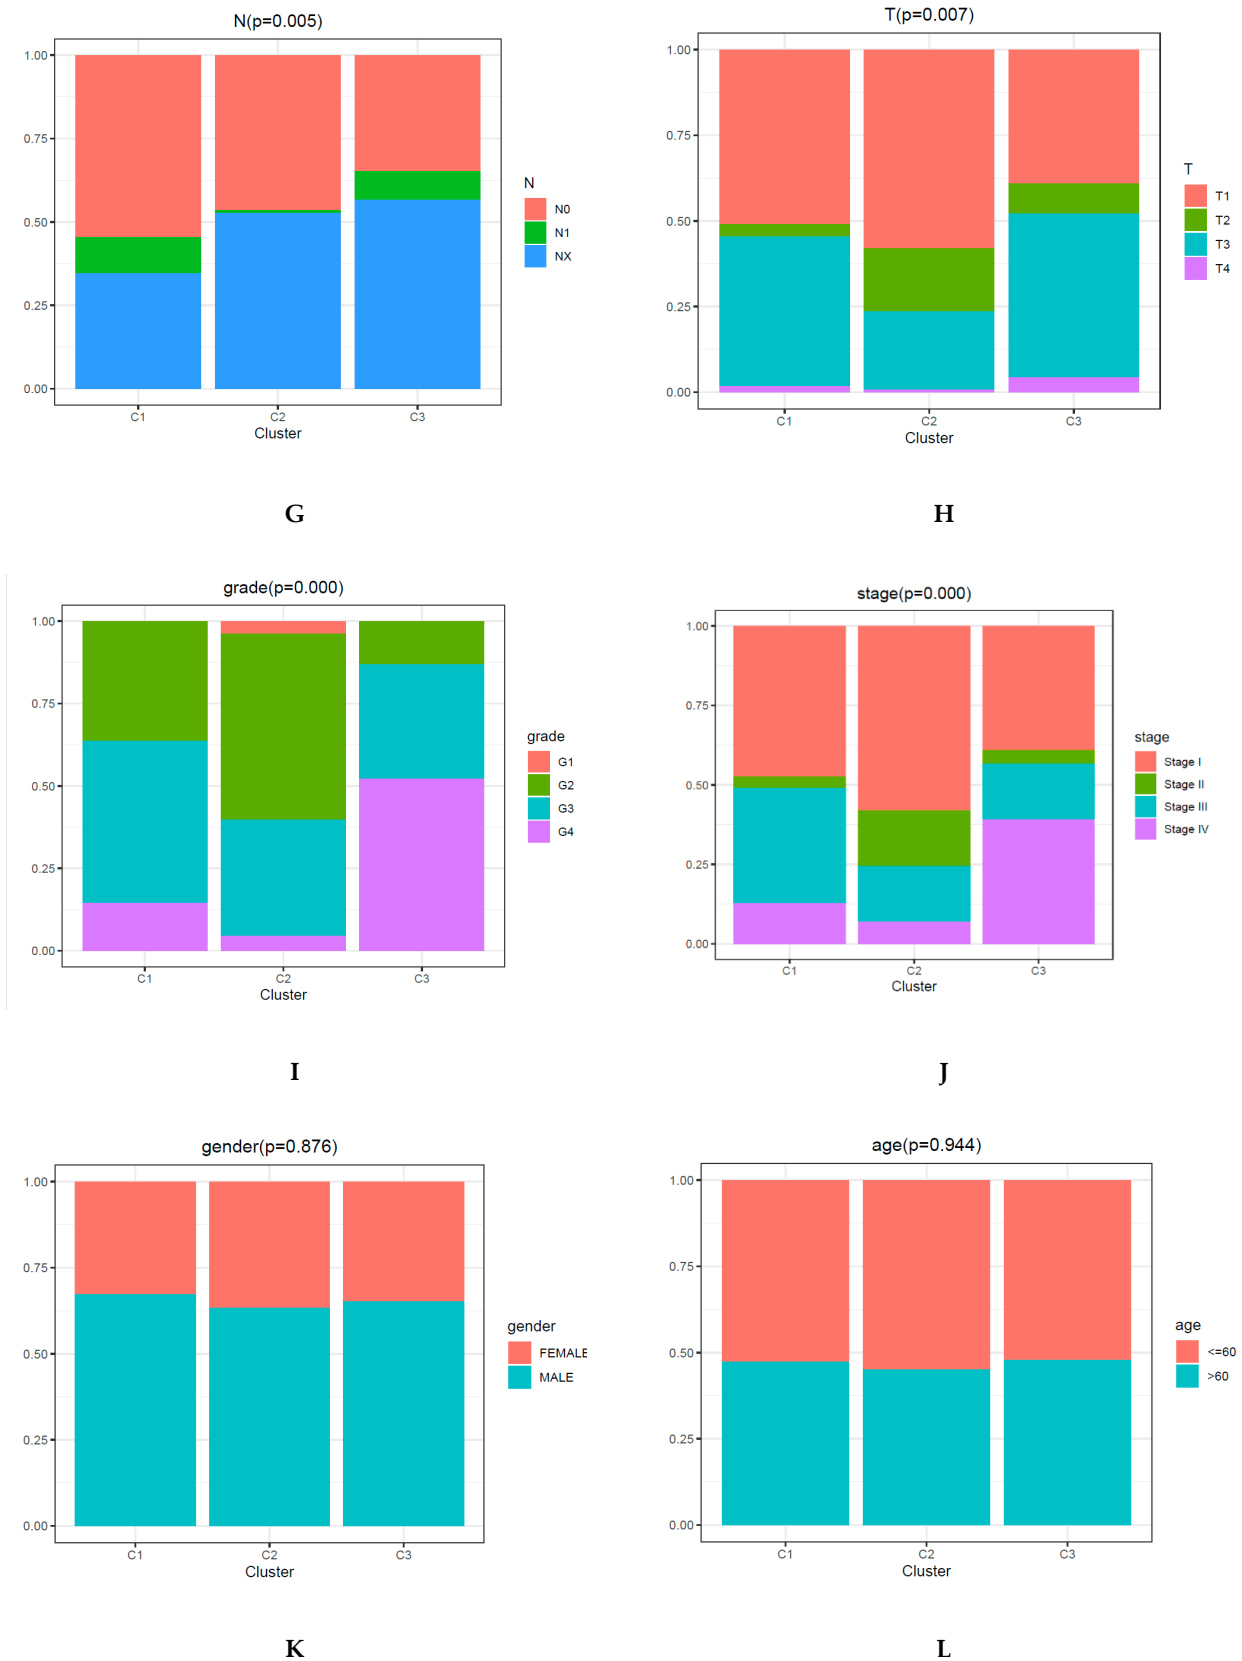 N(p=0.005)
1.00
0.75
0.50
0.25
0.00
C1 C2 C3
Cluster
N
N0
N1
NX
G
T(p=0.007)
1.00
0.75
0.50
0.25
0.00
C1 C2 C3
Cluster
T
T1
T2
T3
T4
H
grade(p=0.000)
1.00
0.75
0.50
0.25
0.00
C1 C2 C3
Cluster
grade
G1
G2
G3
G4
I
stage(p=0.000)
1.00
0.75
0.50
0.25
0.00
C1 C2 C3
Cluster
stage
Stage I
Stage II
Stage III
Stage IV
J
gender(p=0.876)
1.00
0.75
0.50
0.25
0.00
C1 C2 C3
Cluster
gender
FEMALE
MALE
K
age(p=0.944)
1.00
0.75
0.50
0.25
0.00
C1 C2 C3
Cluster
age
<=60
>60
L